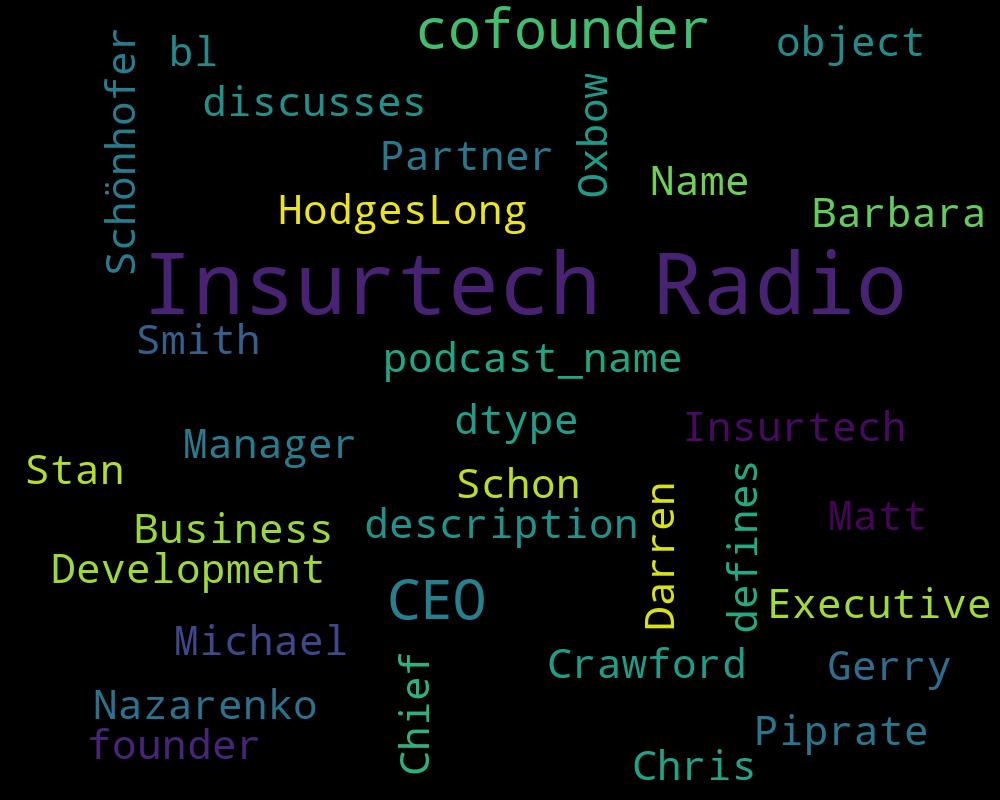 cofounder
object
bl
Schönhofer
discusses
Oxbow
Partner
Name
HodgesLong
Barbara
Insurtech Radio
Smith
podcast_name
dtype
Insurtech
Manager
Stan
Schon
Darren
defines
Matt
Business
description
Development
CEO
Executive
Michael
Chief
Crawford
Gerry
Nazarenko
Piprate
founder
Chris